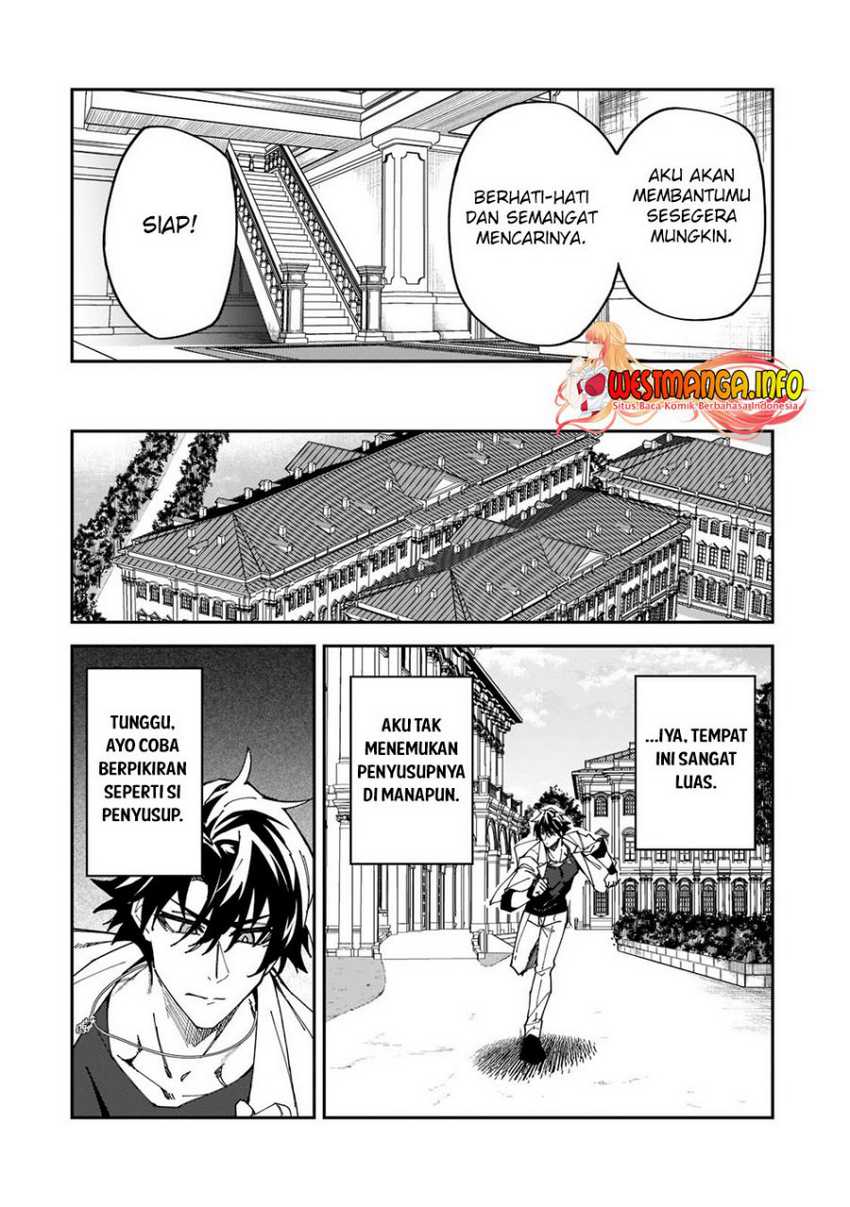 AKU AKAN
MEMBANTUMU
SESEGERA
MUNGKIN.
BERHATI-HATI
DAN SEMANGAT
MENCARINYA.
SIAP!
WESTMANGA.INFO
Situs Baca Komik Berbahasa Indonesia
...IYA, TEMPAT
INI SANGAT
LUAS.
AKU TAK
MENEMUKAN
PENYUSUPNYA
DI MANAPUN.
TUNGGU,
AYO COBA
BERPIKIRAN
SEPERTI SI
PENYUSUP.